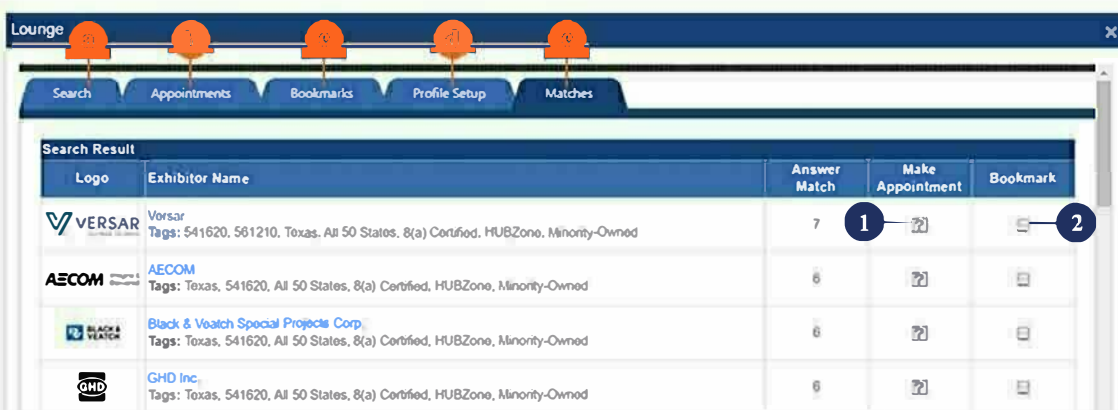 Lounge
Search Appointments Bookmarks Profile Setup Matches
Search Result
Logo Exhibitor Name Answer Match Make Appointment Bookmark
VERSAR Versar 7 1 2
Tags: 541620, 561210, Texas, All 50 States, 8(a) Certified, HUBZone, Minority-Owned
AECOM AECOM 6
Tags: Texas, 541620, All 50 States, 8(a) Certified, HUBZone, Minority-Owned
BLACK & VEATCH Black & Veatch Special Projects Corp. 6
Tags: Texas, 541620, All 50 States, 8(a) Certified, HUBZone, Minority-Owned
GHD GHD Inc. 6
Tags: Texas, 541620, All 50 States, 8(a) Certified, HUBZone, Minority-Owned